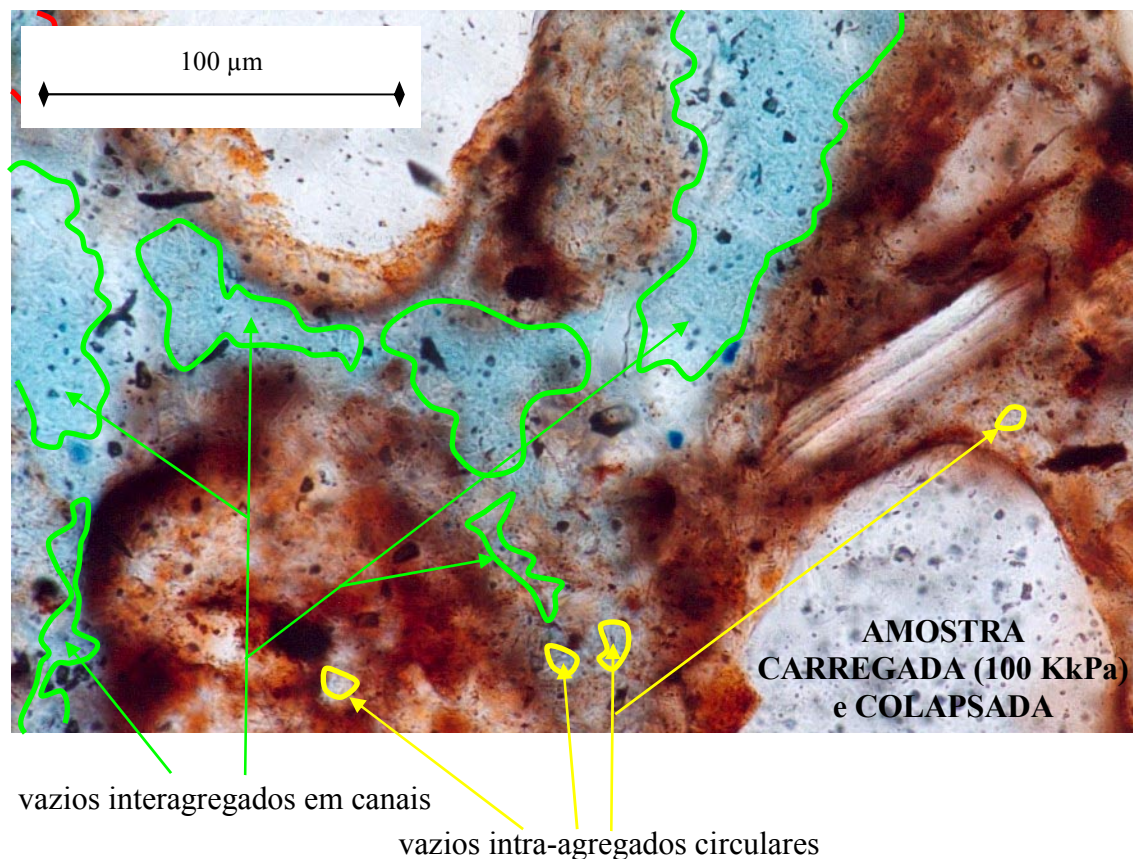 100 µm
AMOSTRA
CARREGADA (100 KkPa)
e COLAPSADA
vazios interagregados em canais
vazios intra-agregados circulares